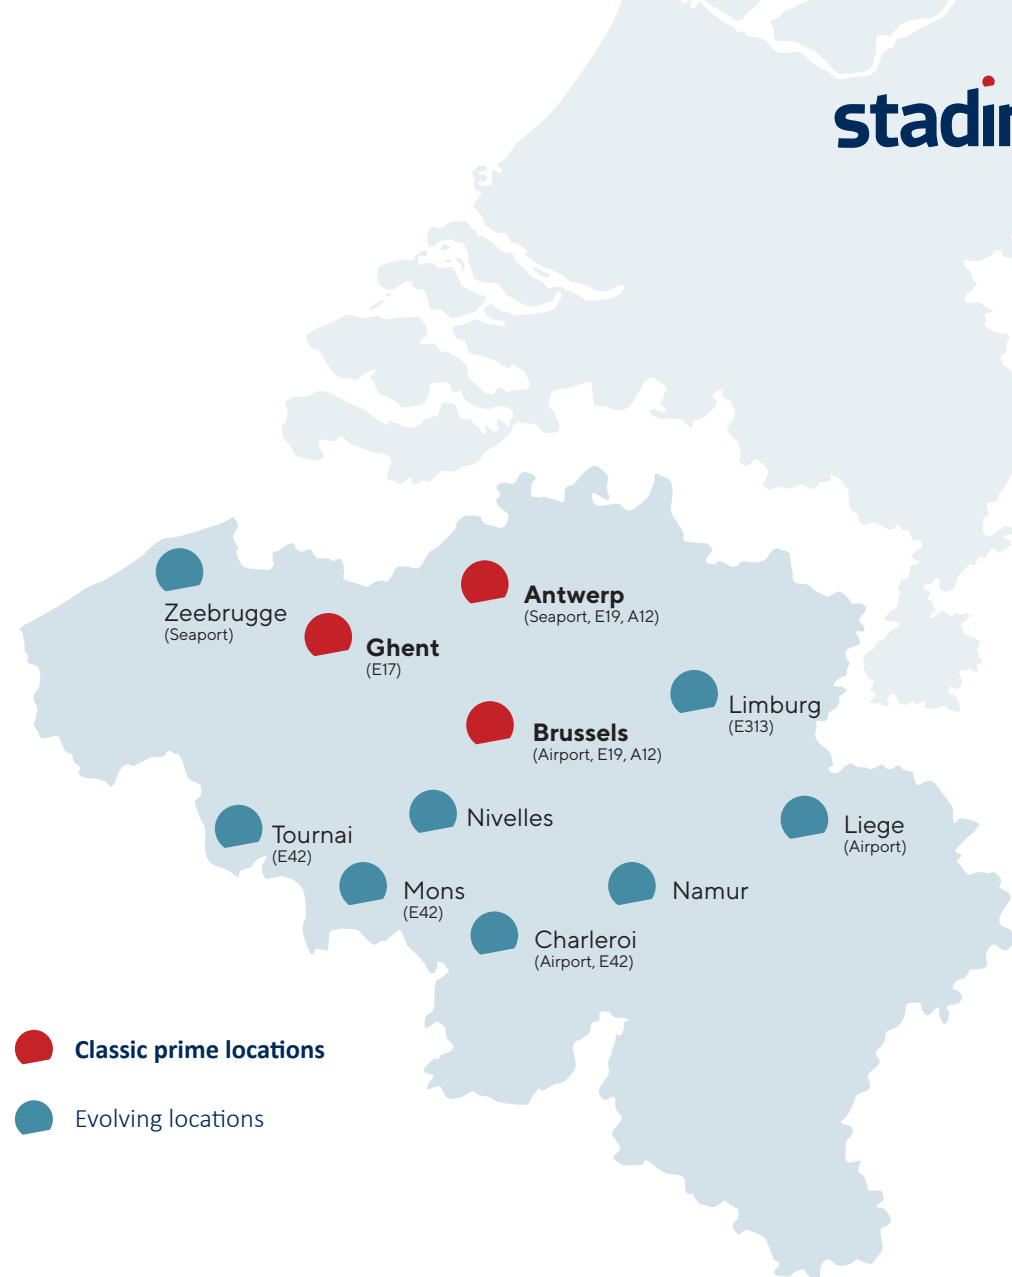 Zeebrugge
(Seaport)
Antwerp
(Seaport, E19, A12)
Ghent
(E17)
Limburg
(E313)
Brussels
(Airport, E19, A12)
Nivelles
Liege
(Airport)
Tournai
(E42)
Mons
(E42)
Namur
Charleroi
(Airport, E42)
Classic prime locations
Evolving locations